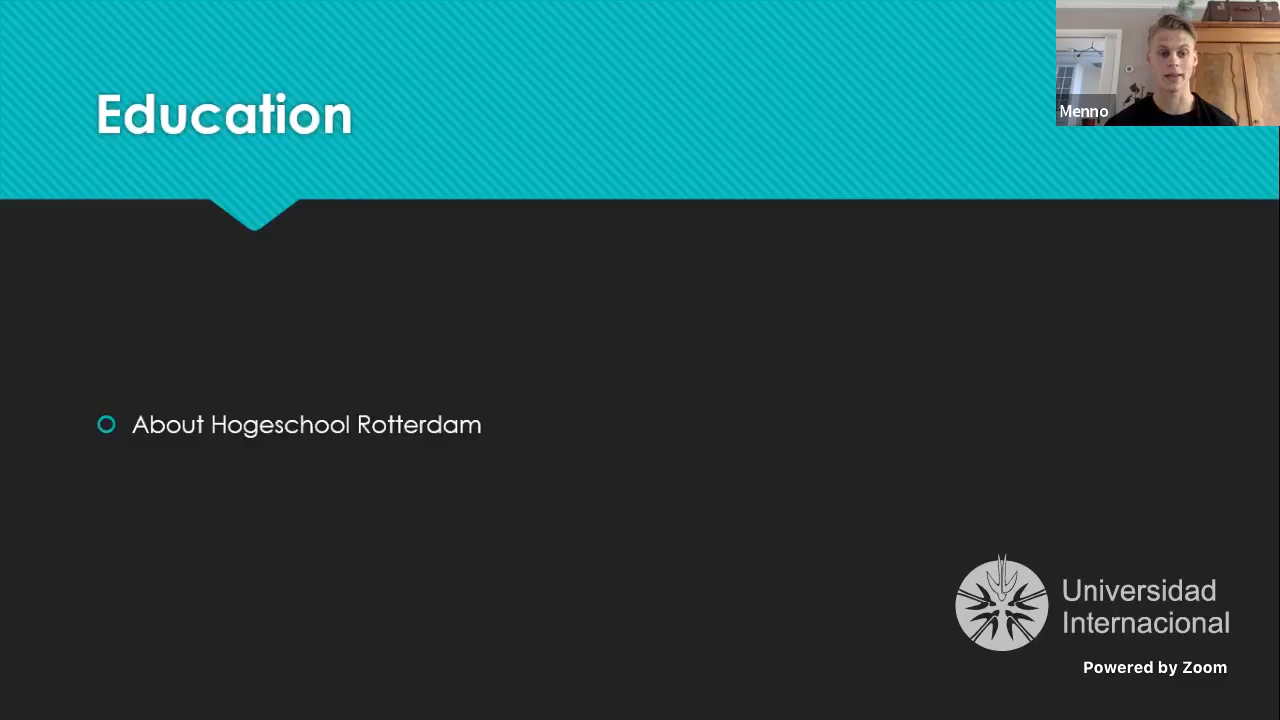 Education
Menno
About Hogeschool Rotterdam
Universidad
Internacional
Powered by Zoom